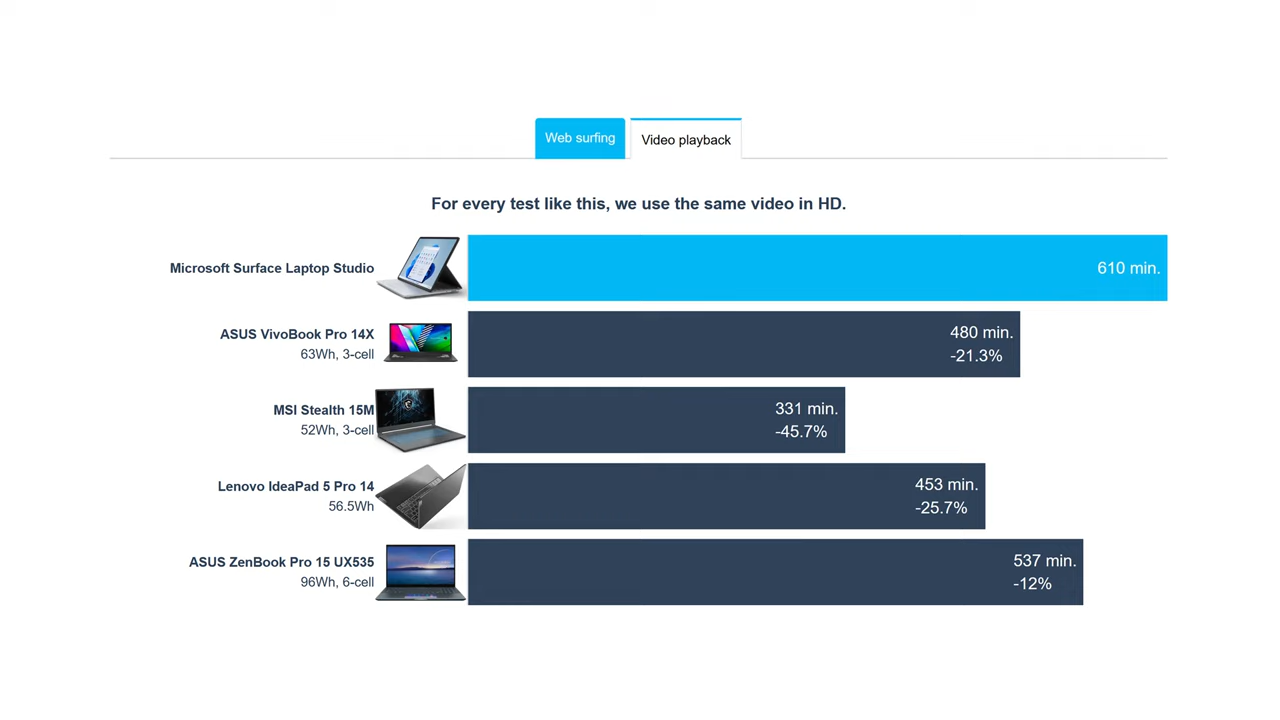 Web surfing
Video playback
For every test like this, we use the same video in HD.
Microsoft Surface Laptop Studio
610 min.
ASUS VivoBook Pro 14X
63Wh, 3-cell
480 min.
-21.3%
MSI Stealth 15M
52Wh, 3-cell
331 min.
-45.7%
Lenovo IdeaPad 5 Pro 14
56.5Wh
453 min.
-25.7%
ASUS ZenBook Pro 15 UX535
96Wh, 6-cell
537 min.
-12%